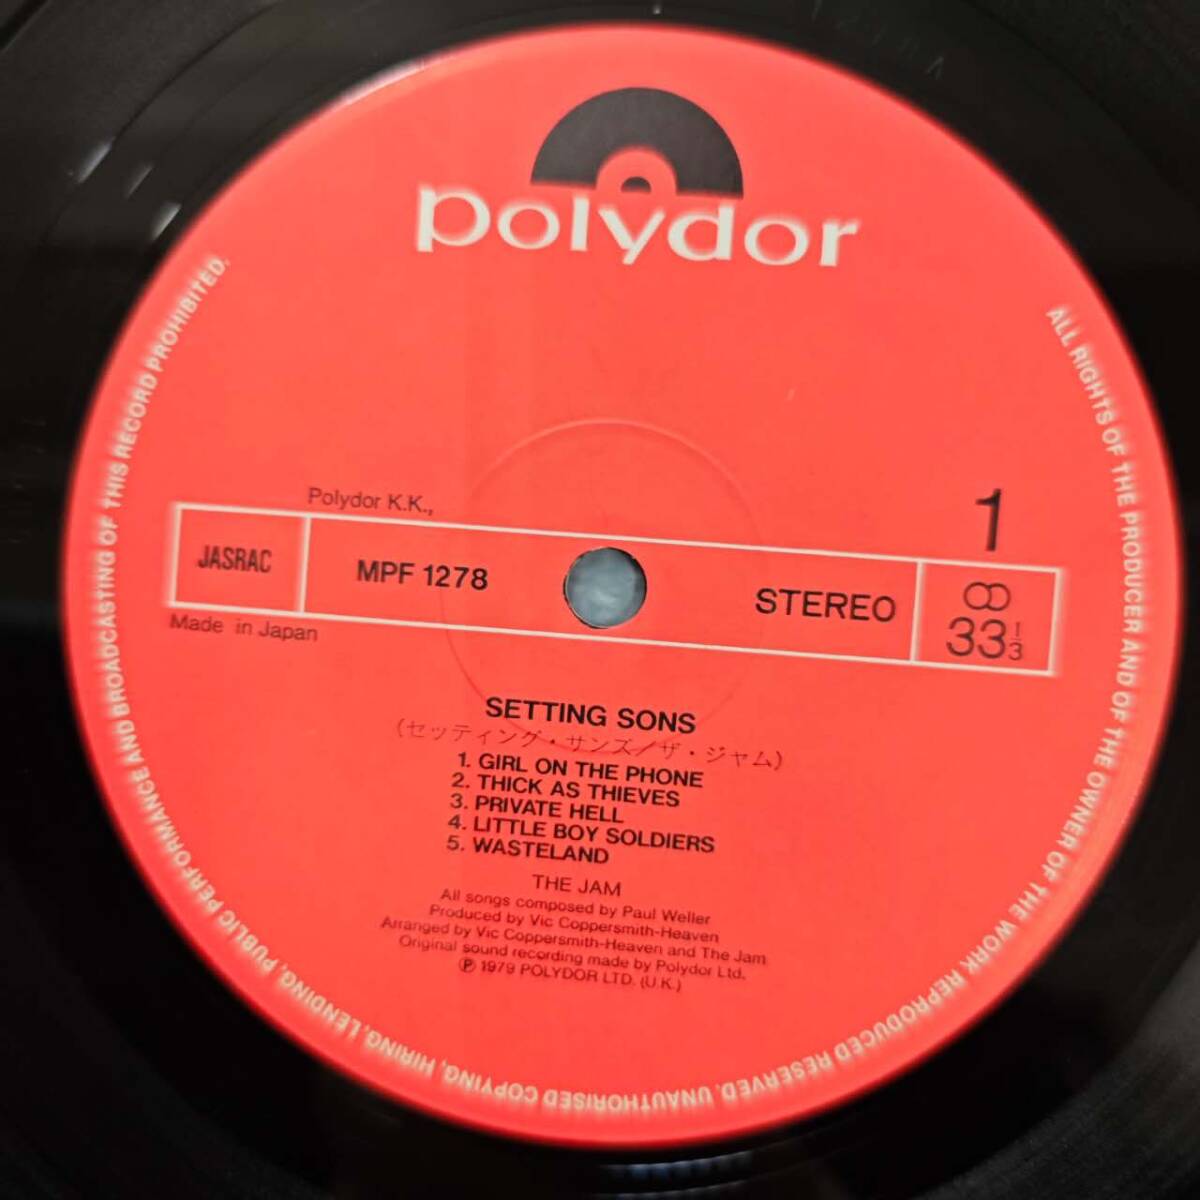 polydor
ALL RIGHTS OF THE PRODUCER AND OF THE OWNER OF THE WORK REPRODUCED RESERVED. UNAUTHORISED COPYING, HIRING, LENDING, PUBLIC PERFORMANCE AND BROADCASTING OF THIS RECORD PROHIBITED.
1
Polydor K.K.,
JASRAC
MPF 1278
STEREO
33 1/3
Made in Japan
SETTING SONS
(セッティング・サンズ/ザ・ジャム)
1. GIRL ON THE PHONE
2. THICK AS THIEVES
3. PRIVATE HELL
4. LITTLE BOY SOLDIERS
5. WASTELAND
THE JAM
All songs composed by Paul Weller
Produced by Vic Coppersmith-Heaven
Arranged by Vic Coppersmith-Heaven and The Jam
Original sound recording made by Polydor Ltd.
℗ 1979 POLYDOR LTD. (U.K.)